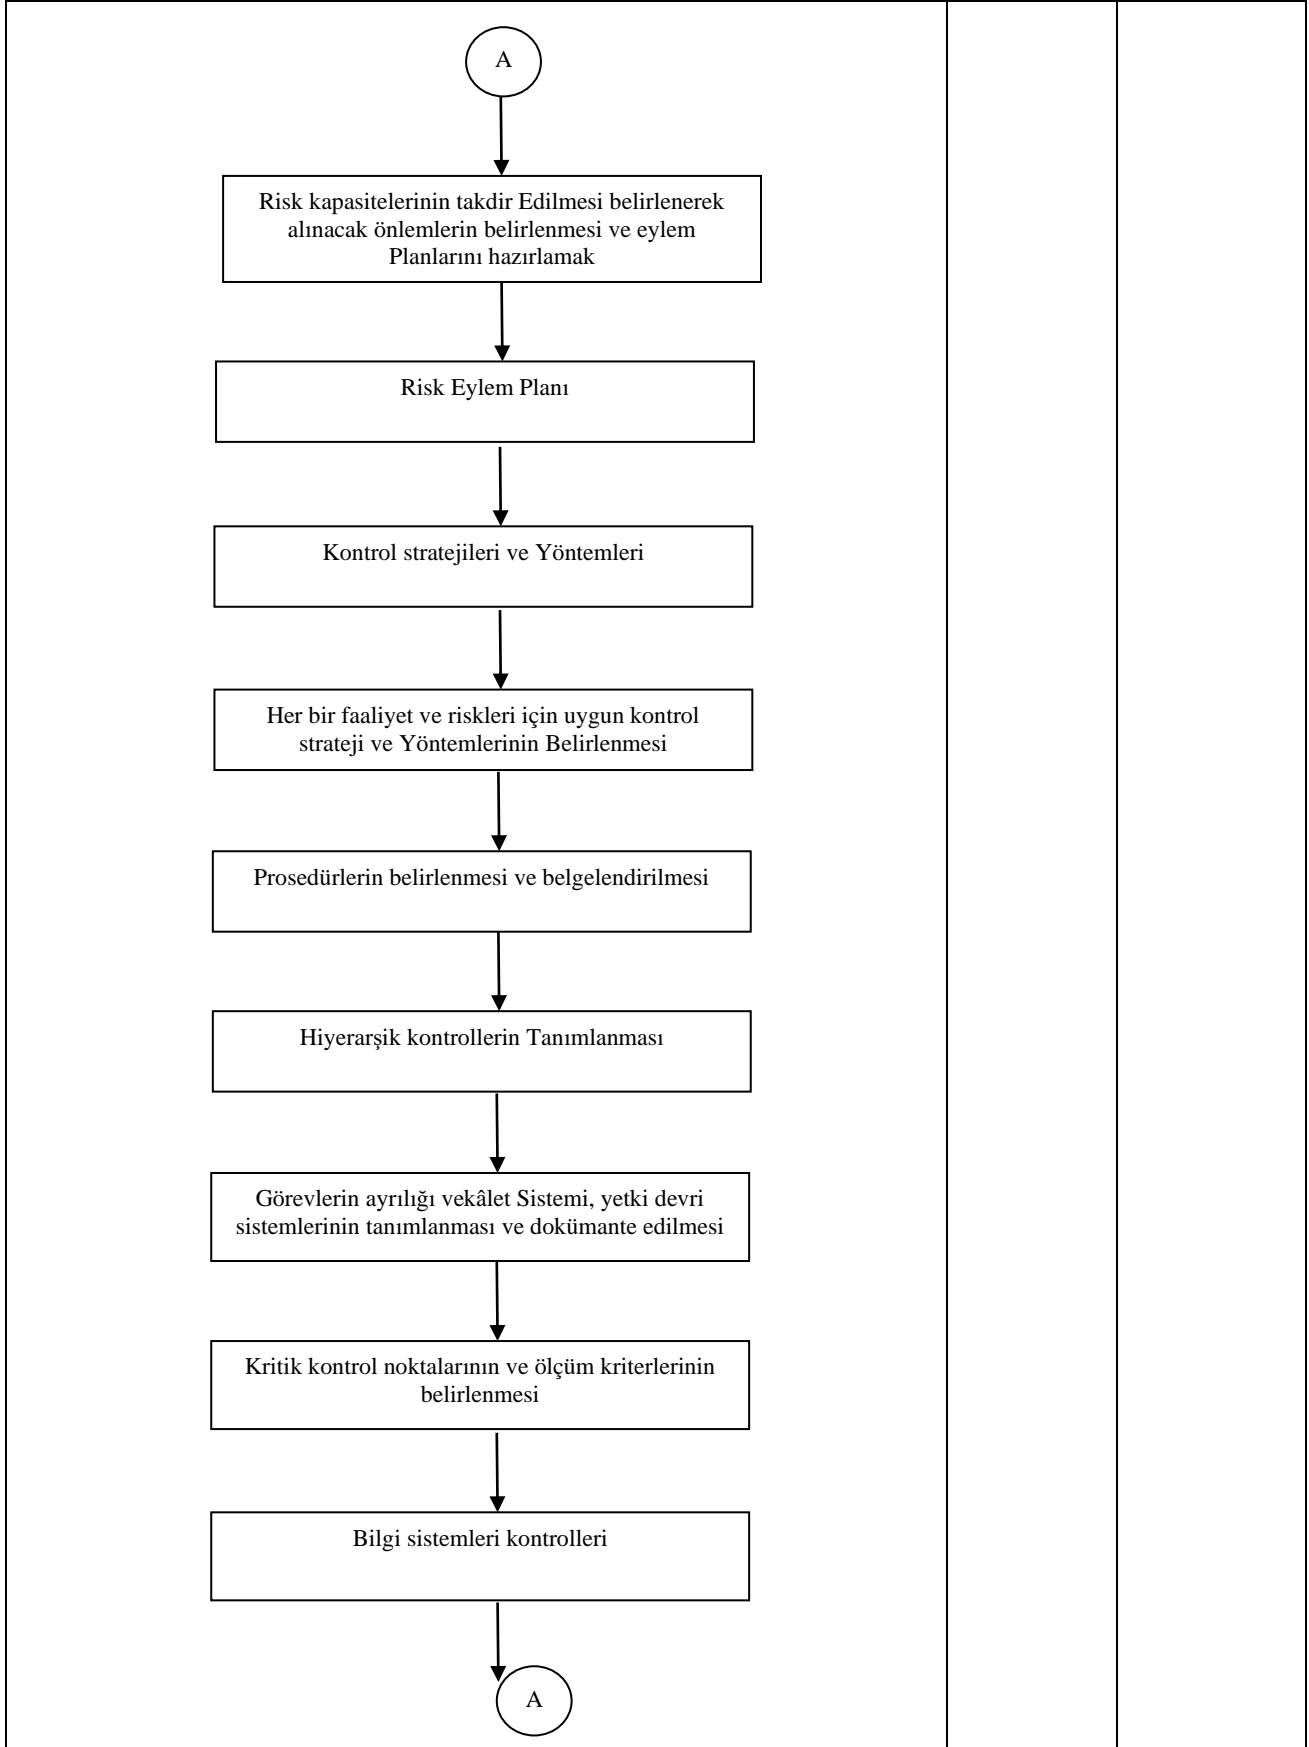 A
Risk kapasitelerinin takdir Edilmesi belirlenerek
alınacak önlemlerin belirlenmesi ve eylem
Planlarını hazırlamak
Risk Eylem Planı
Kontrol stratejileri ve Yöntemleri
Her bir faaliyet ve riskleri için uygun kontrol
strateji ve Yöntemlerinin Belirlenmesi
Prosedürlerin belirlenmesi ve belgelendirilmesi
Hiyerarşik kontrollerin Tanımlanması
Görevlerin ayrılığı vekâlet Sistemi, yetki devri
sistemlerinin tanımlanması ve dokümante edilmesi
Kritik kontrol noktalarının ve ölçüm kriterlerinin
belirlenmesi
Bilgi sistemleri kontrolleri
A